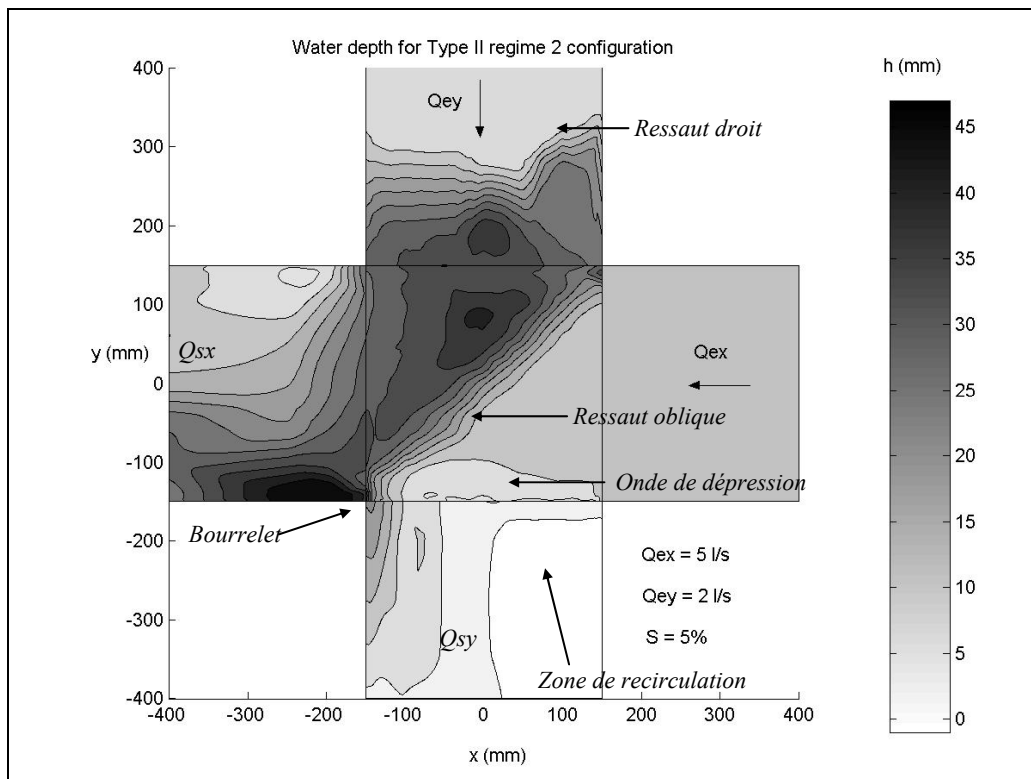 Water depth for Type II regime 2 configuration
h (mm)
400
300
200
100
0
-100
-200
-300
-400
y (mm)
Qey
Ressaut droit
Qsx
Qex
Ressaut oblique
Onde de dépression
Bourrelet
Qex = 5 l/s
Qey = 2 l/s
S = 5%
Qsy
Zone de recirculation
-400
-300
-200
-100
0
100
200
300
400
x (mm)
45
40
35
30
25
20
15
10
5
0